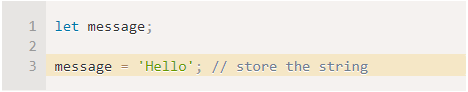 1 let message;
2
3 message = 'Hello'; // store the string